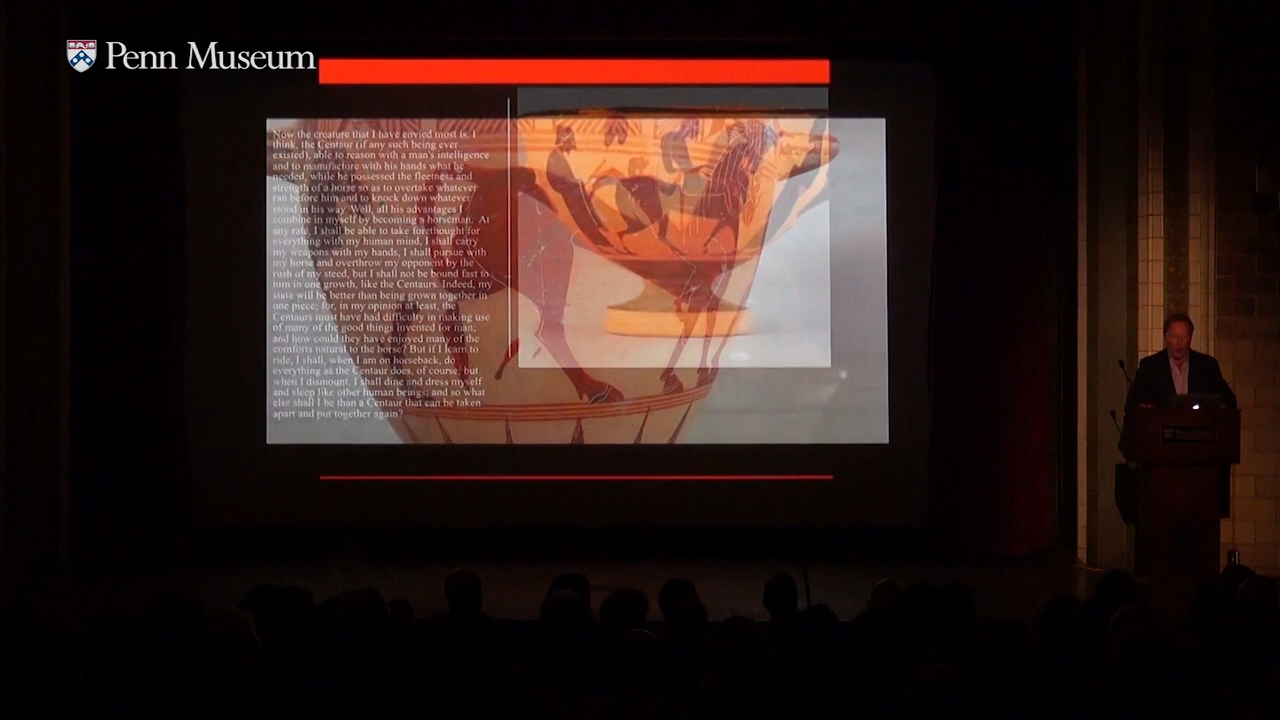 Penn Museum
Now the creature that I have envied most is, I
think, the Centaur (if any such being ever
existed), able to reason with a man's intelligence
and to manufacture with his hands what he
needed, while he possessed the fleetness and
strength of a horse so as to overtake whatever
ran before him and to knock down whatever
stood in his way. Well, all his advantages I
combine in myself by becoming a horseman. At
any rate, I shall be able to take forethought for
everything with my human mind, I shall carry
my weapons with my hands, I shall pursue with
my horse and overthrow my opponent by the
rush of my steed, but I shall not be bound fast to
him in one growth, like the Centaurs. Indeed, my
state will be better than being grown together in
one piece; for, in my opinion at least, the
Centaurs must have had difficulty in making use
of many of the good things invented for man;
and how could they have enjoyed many of the
comforts natural to the horse? But if I learn to
ride, I shall, when I am on horseback, do
everything as the Centaur does, of course; but
when I dismount, I shall dine and dress myself
and sleep like other human beings; and so what
else shall I be than a Centaur that can be taken
apart and put together again?